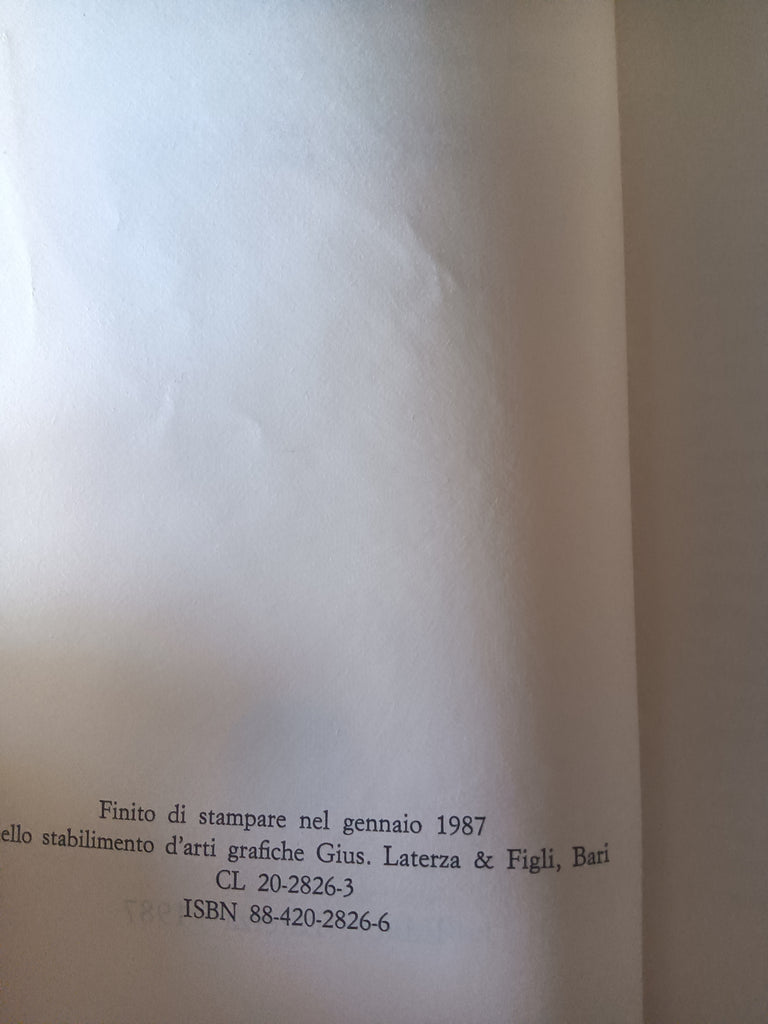 Finito di stampare nel gennaio 1987
ello stabilimento d'arti grafiche Gius. Laterza & Figli, Bari
CL 20-2826-3
ISBN 88-420-2826-6